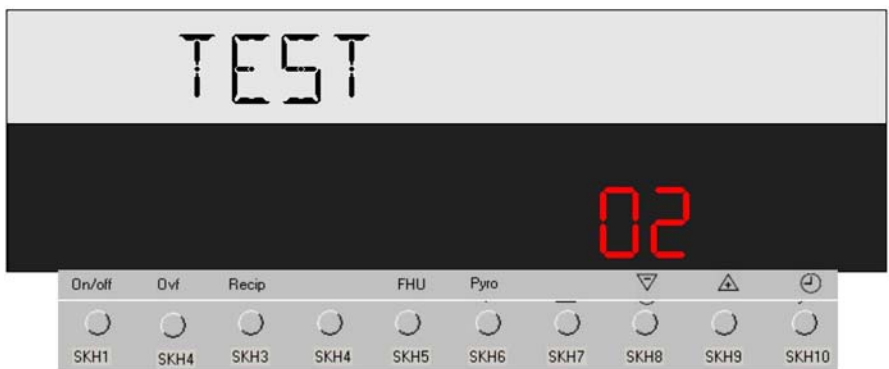 TEST
02
On/off Ovf Recip FHU Pyro
SKH1 SKH4 SKH3 SKH4 SKH5 SKH6 SKH7 SKH8 SKH9 SKH10